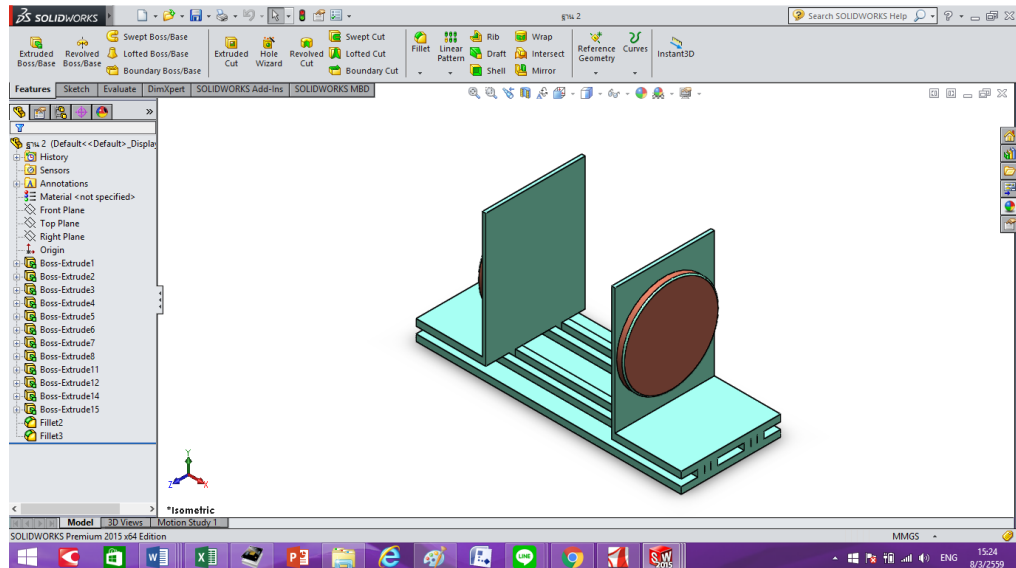 SOLIDWORKS
ฐาน 2
Search SOLIDWORKS Help
Extruded Boss/Base
Revolved Boss/Base
Swept Boss/Base
Lofted Boss/Base
Boundary Boss/Base
Extruded Cut
Hole Wizard
Revolved Cut
Swept Cut
Lofted Cut
Boundary Cut
Fillet
Linear Pattern
Rib
Draft
Shell
Wrap
Intersect
Mirror
Reference Geometry
Curves
Instant3D
Features Sketch Evaluate DimXpert SOLIDWORKS Add-Ins SOLIDWORKS MBD
ฐาน 2 (Default<<Default>_Display
History
Sensors
Annotations
Material <not specified>
Front Plane
Top Plane
Right Plane
Origin
Boss-Extrude1
Boss-Extrude2
Boss-Extrude3
Boss-Extrude4
Boss-Extrude5
Boss-Extrude6
Boss-Extrude7
Boss-Extrude8
Boss-Extrude11
Boss-Extrude12
Boss-Extrude14
Boss-Extrude15
Fillet2
Fillet3
Y
Z
X
*Isometric
Model 3D Views Motion Study 1
SOLIDWORKS Premium 2015 x64 Edition
MMGS
LINE
SW
2015
ENG
15:24
8/3/2559